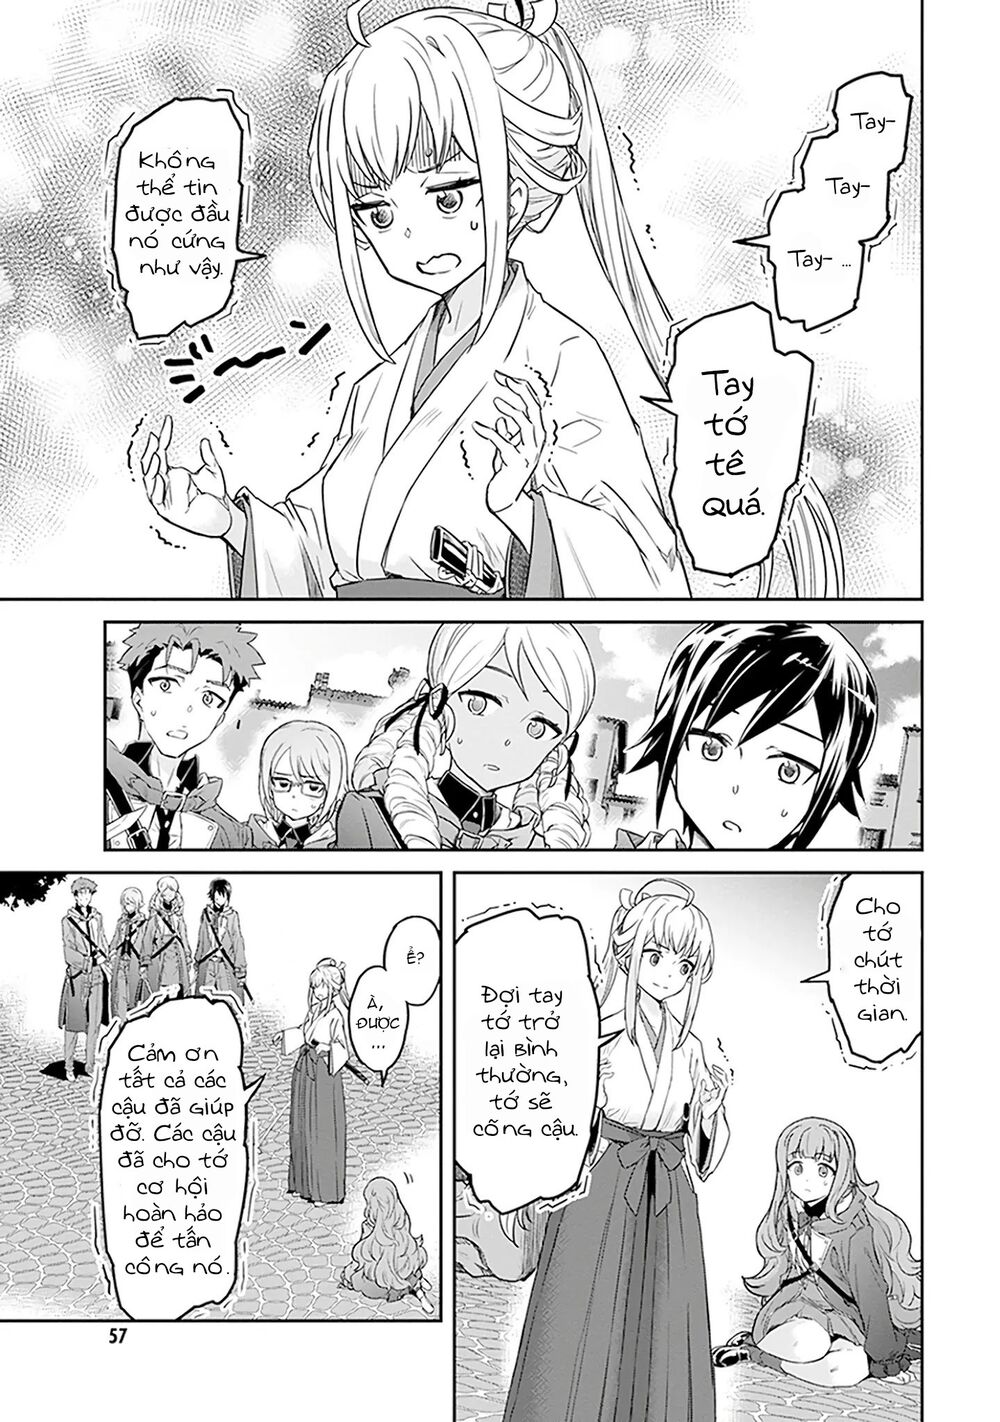 Tay-
Tay-
Tay- ...
Tay
tớ
tê
quá.
Không
thể tin
được đầu
nó cứng
như vậy.
Cho
tớ
chút
thời
gian.
Đợi tay
tớ trở
lại bình
thường,
tớ sẽ
cõng cậu.
Ể?
À,
được
...
Cảm ơn
tất cả các
cậu đã giúp
đỡ. Các cậu
đã cho tớ
cơ hội
hoàn hảo
để tấn
công nó.
57